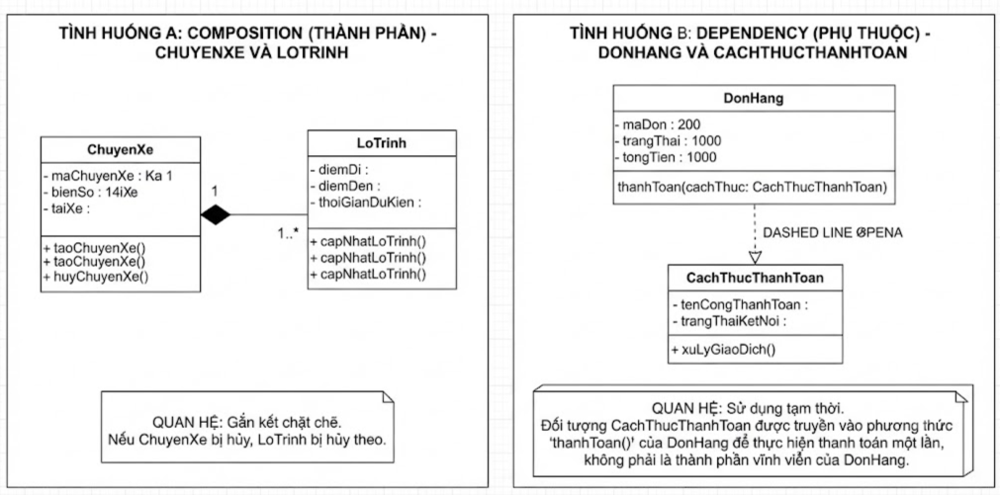 TÌNH HUỐNG A: COMPOSITION (THÀNH PHẦN) -
CHUYENXE VÀ LOTRINH
ChuyenXe
- maChuyenXe : Ka 1
- bienSo : 14iXe
- taiXe :
+ taoChuyenXe()
+ taoChuyenXe()
+ huyChuyenXe()
1
1..*
LoTrinh
- diemDi :
- diemDen :
- thoiGianDuKien :
+ capNhatLoTrinh()
+ capNhatLoTrinh()
+ capNhatLoTrinh()
QUAN HỆ: Gắn kết chặt chẽ.
Nếu ChuyenXe bị hủy, LoTrinh bị hủy theo.
TÌNH HUỐNG B: DEPENDENCY (PHỤ THUỘC) -
DONHANG VÀ CACHTHUCTHANHTOAN
DonHang
- maDon : 200
- trangThai : 1000
- tongTien : 1000
thanhToan(cachThuc: CachThucThanhToan)
DASHED LINE ØPENA
CachThucThanhToan
- tenCongThanhToan :
- trangThaiKetNoi :
+ xuLyGiaoDich()
QUAN HỆ: Sử dụng tạm thời.
Đối tượng CachThucThanhToan được truyền vào phương thức
'thanhToan()' của DonHang để thực hiện thanh toán một lần,
không phải là thành phần vĩnh viễn của DonHang.